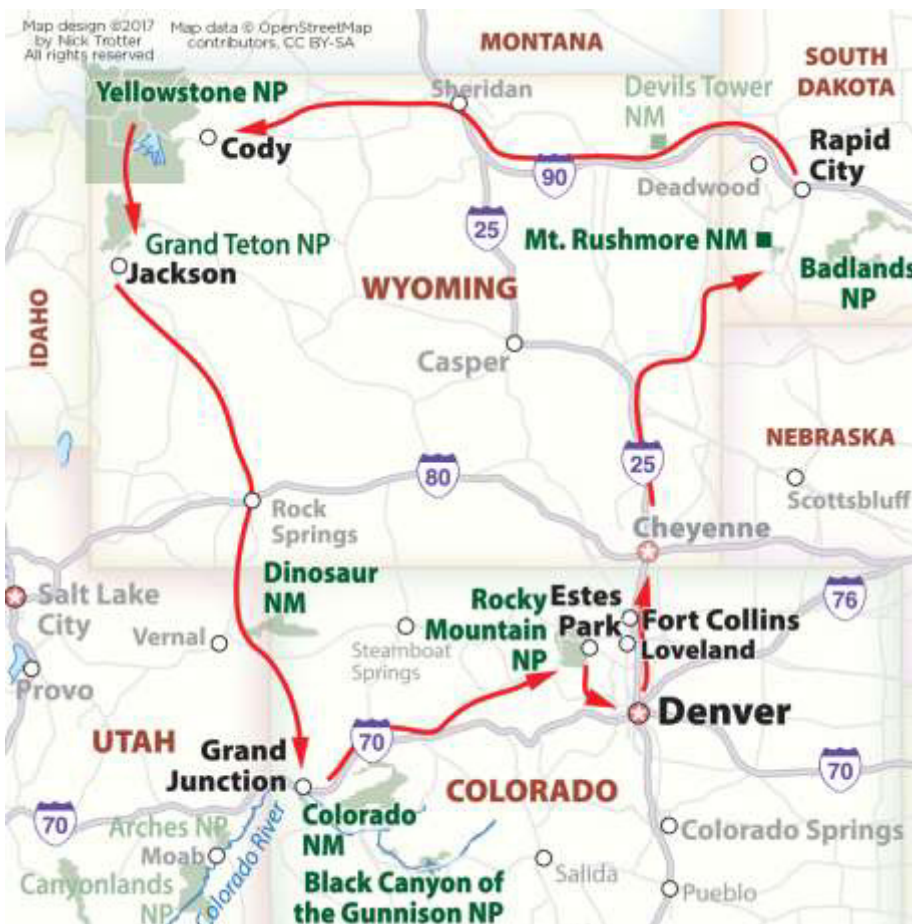 Map design ©2017
by Nick Trotter
All rights reserved
Map data © OpenStreetMap
contributors, CC BY-SA
MONTANA
SOUTH
DAKOTA
Yellowstone NP
Sheridan
Devils Tower
NM
Cody
Rapid
City
Deadwood
90
25
Mt. Rushmore NM
Grand Teton NP
Jackson
Badlands
NP
WYOMING
IDAHO
Casper
NEBRASKA
25
80
Scottsbluff
Rock
Springs
Cheyenne
Dinosaur
NM
Salt Lake
City
Rocky
Mountain
NP
Estes
Park
Fort Collins
Loveland
76
Vernal
Steamboat
Springs
Provo
Denver
UTAH
Grand
Junction
70
70
COLORADO
70
Arches NP
Moab
Colorado River
Colorado
NM
Colorado Springs
Canyonlands
NP
Black Canyon of
the Gunnison NP
Salida
Pueblo